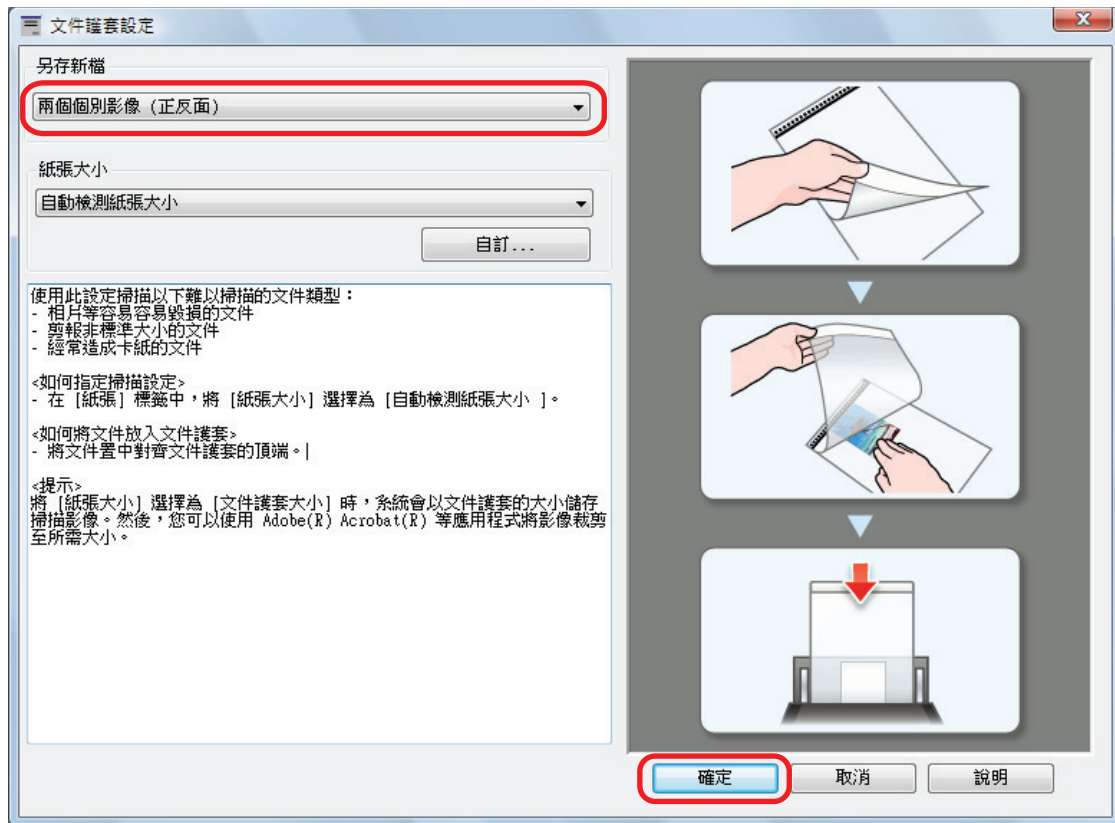 文件護套設定
另存新檔
兩個個別影像 (正反面)
紙張大小
自動檢測紙張大小
自訂...
使用此設定掃描以下難以掃描的文件類型：
- 相片等容易容易毀損的文件
- 剪報非標準大小的文件
- 經常造成卡紙的文件
<如何指定掃描設定>
- 在 [紙張] 標籤中，將 [紙張大小] 選擇為 [自動檢測紙張大小 ]。
<如何將文件放入文件護套>
- 將文件置中對齊文件護套的頂端。
<提示>
將 [紙張大小] 選擇為 [文件護套大小] 時，系統會以文件護套的大小儲存
掃描影像。然後，您可以使用 Adobe(R) Acrobat(R) 等應用程式將影像裁剪
至所需大小。
確定
取消
說明